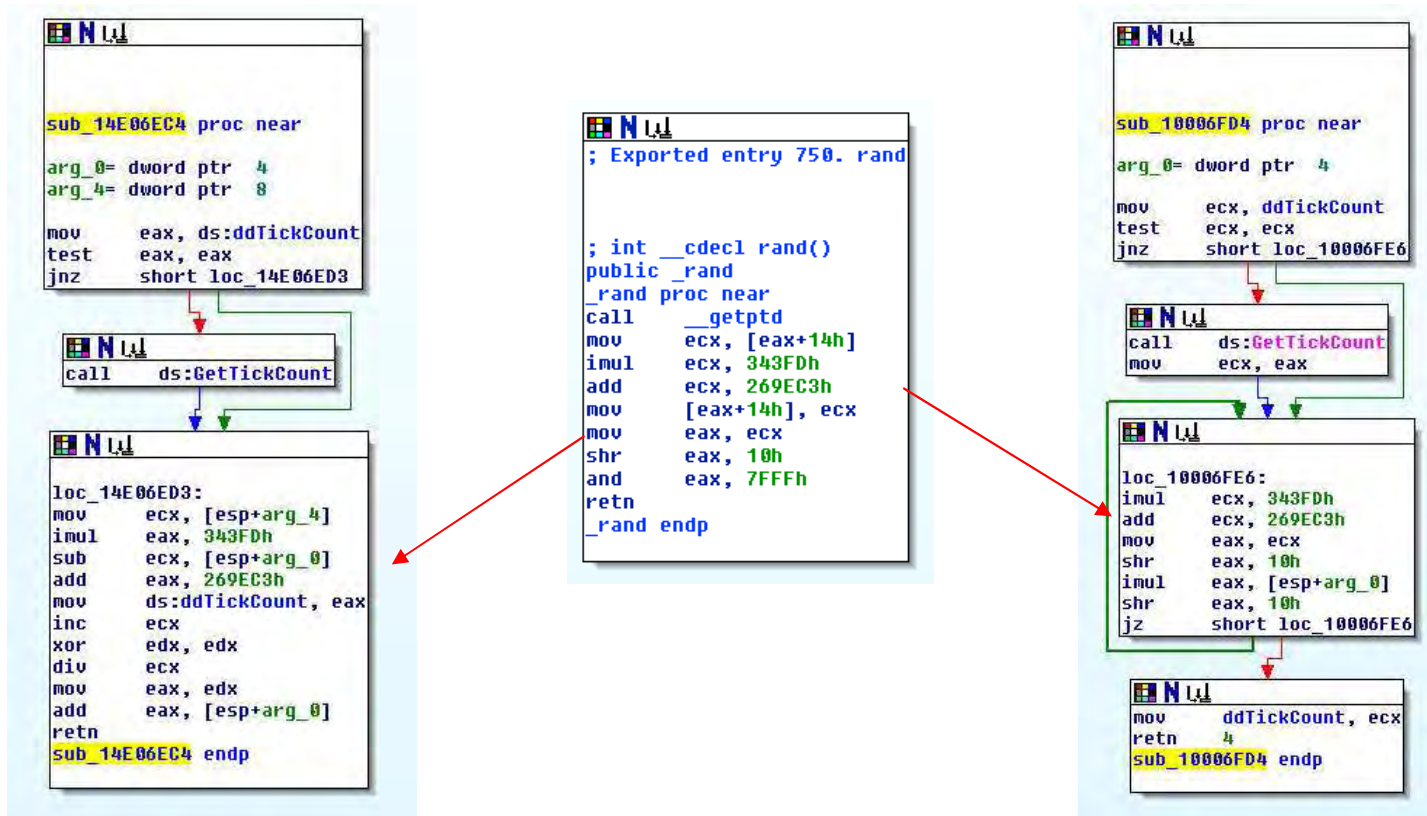 sub_14E06EC4 proc near
arg_0= dword ptr  4
arg_4= dword ptr  8
mov     eax, ds:ddTickCount
test    eax, eax
jnz     short loc_14E06ED3
call    ds:GetTickCount
loc_14E06ED3:
mov     ecx, [esp+arg_4]
imul    eax, 343FDh
sub     ecx, [esp+arg_0]
add     eax, 269EC3h
mov     ds:ddTickCount, eax
inc     ecx
xor     edx, edx
div     ecx
mov     eax, edx
add     eax, [esp+arg_0]
retn
sub_14E06EC4 endp
; Exported entry 750. rand
; int __cdecl rand()
public _rand
_rand proc near
call    __getptd
mov     ecx, [eax+14h]
imul    ecx, 343FDh
add     ecx, 269EC3h
mov     [eax+14h], ecx
mov     eax, ecx
shr     eax, 10h
and     eax, 7FFFh
retn
_rand endp
sub_10006FD4 proc near
arg_0= dword ptr  4
mov     ecx, ddTickCount
test    ecx, ecx
jnz     short loc_10006FE6
call    ds:GetTickCount
mov     ecx, eax
loc_10006FE6:
imul    ecx, 343FDh
add     ecx, 269EC3h
mov     eax, ecx
shr     eax, 10h
imul    eax, [esp+arg_0]
shr     eax, 10h
jz      short loc_10006FE6
mov     ddTickCount, ecx
retn    4
sub_10006FD4 endp